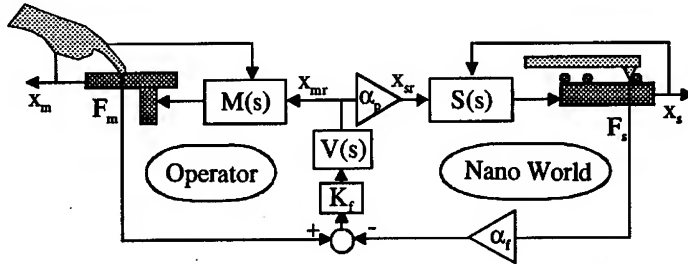 X_m
F_m
M(s)
X_mr
α_p
X_sr
S(s)
F_s
X_s
V(s)
Operator
Nano World
K_f
+
-
α_f